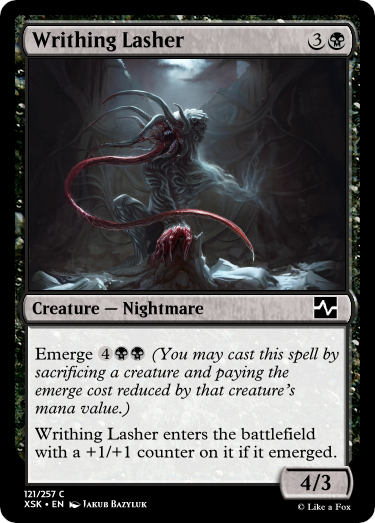 Writhing Lasher 3
Creature — Nightmare
Emerge 4 (You may cast this spell by
sacrificing a creature and paying the
emerge cost reduced by that creature's
mana value.)
Writhing Lasher enters the battlefield
with a +1/+1 counter on it if it emerged.
4/3
121/257 C
XSK • EN Jakub Bazyluk
© Like a Fox